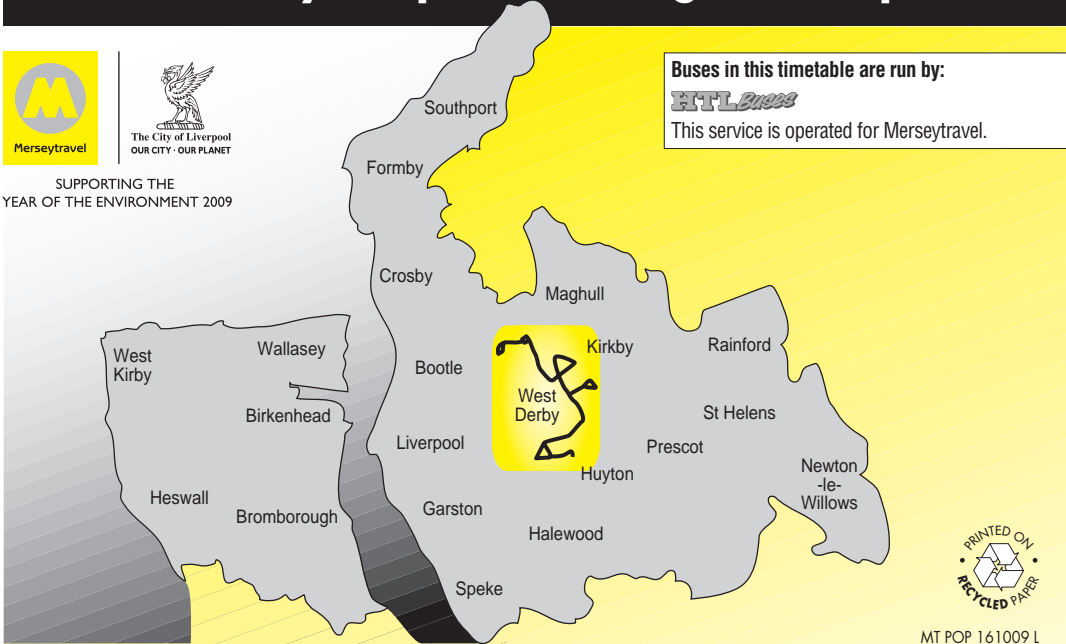 Merseytravel
The City of Liverpool
OUR CITY · OUR PLANET
SUPPORTING THE
YEAR OF THE ENVIRONMENT 2009
Buses in this timetable are run by:
HTL Buses
This service is operated for Merseytravel.
Southport
Formby
Crosby
Maghull
West
Kirby
Wallasey
Bootle
Kirkby
Rainford
Birkenhead
West
Derby
St Helens
Liverpool
Prescot
Huyton
Newton
-le-
Willows
Heswall
Bromborough
Garston
Halewood
Speke
• PRINTED ON •
RECYCLED PAPER
MT POP 161009 L